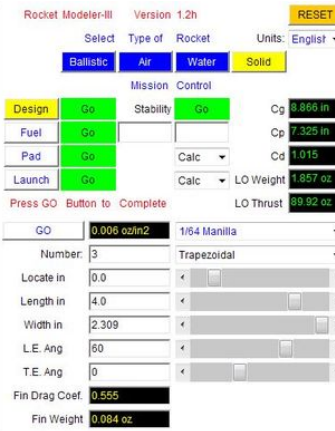 Rocket Modeler-III Version 1.2h RESET
Select Type of Rocket Units: English
Ballistic Air Water Solid
Mission Control
Design Go Stability Go Cg 8.866 in
Fuel Go Cp 7.325 in
Pad Go Calc Cd 1.015
Launch Go Calc LO Weight 1.857 oz
Press GO Button to Complete LO Thrust 89.92 oz
GO 0.006 oz/in2 1/64 Manilla
Number: 3 Trapezoidal
Locate in 0.0
Length in 4.0
Width in 2.309
L.E. Ang 60
T.E. Ang 0
Fin Drag Coef. 0.555
Fin Weight 0.084 oz